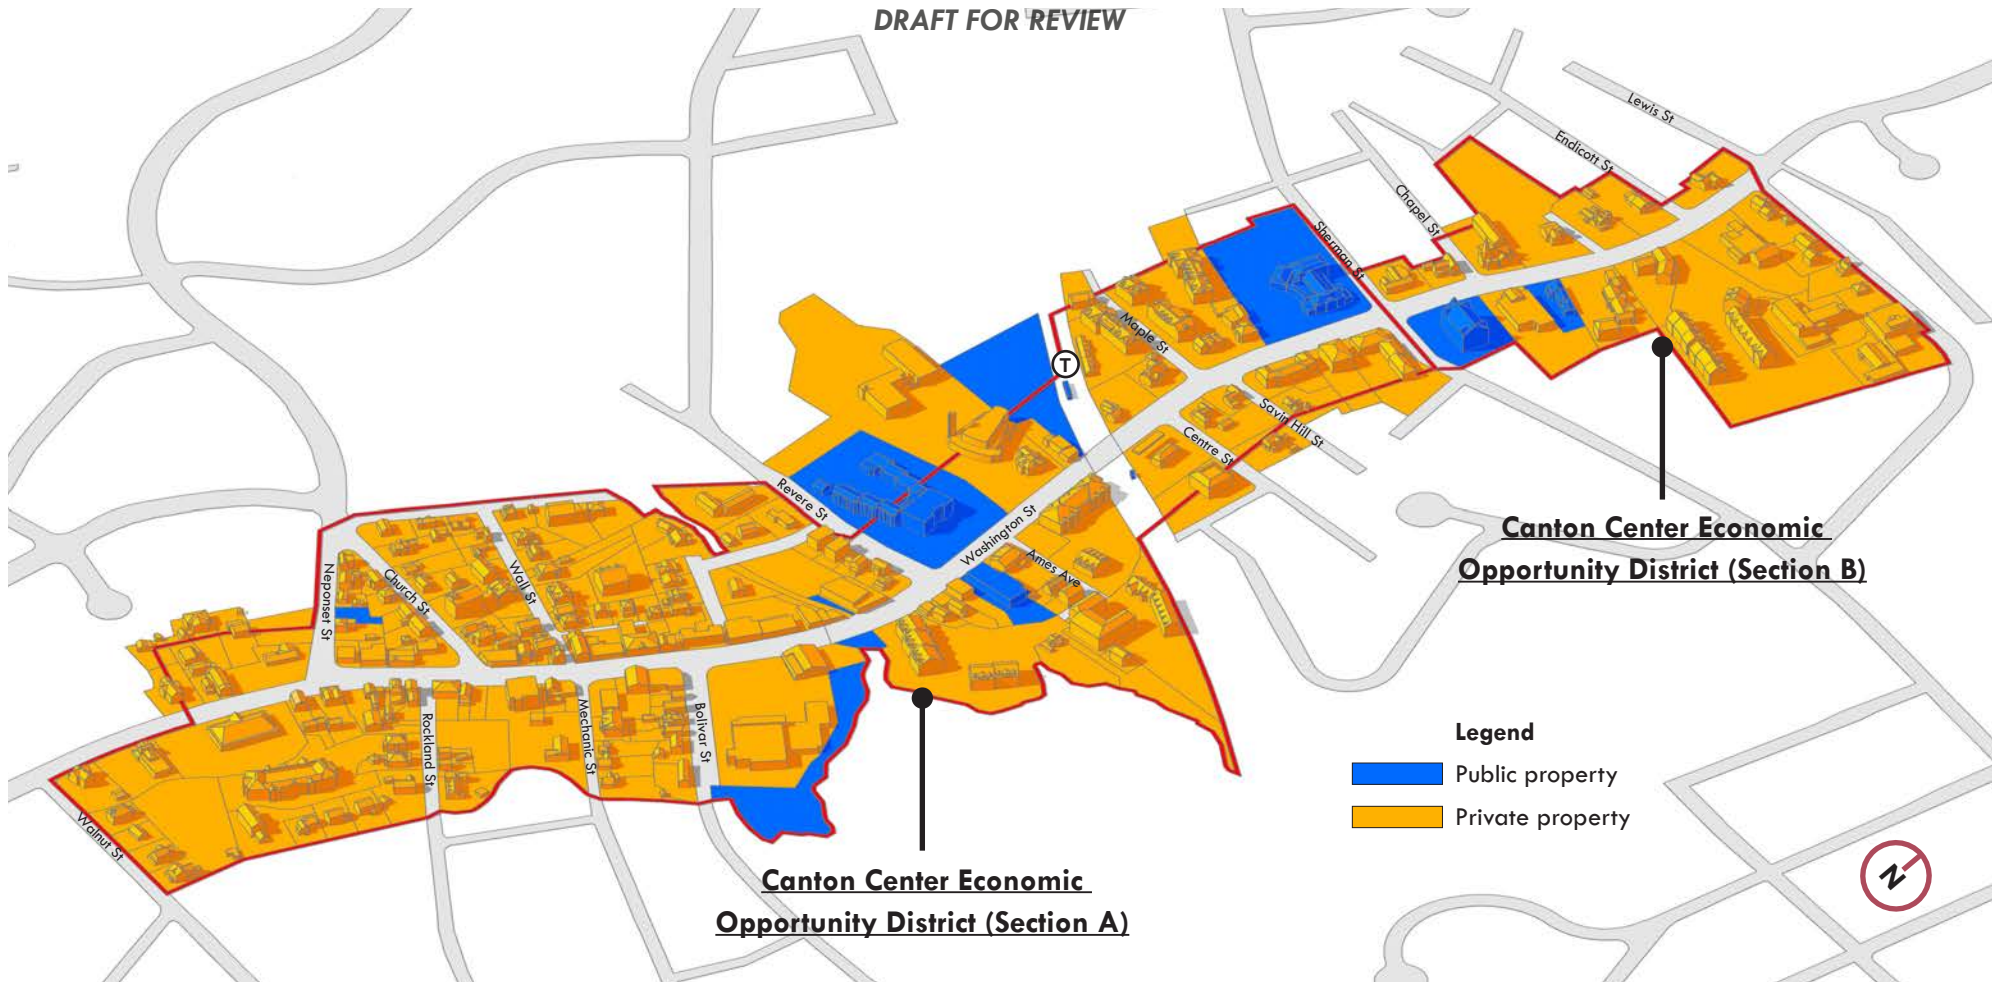 DRAFT FOR REVIEW
Lewis St
Endicott St
Chapel St
Sherman St
Maple St
T
Savin Hill St
Centre St
Revere St
Washington St
Ames Ave
Canton Center Economic
Opportunity District (Section B)
Neponset St
Church St
Wall St
Rockland St
Mechanic St
Bolivar St
Walnut St
Legend
Public property
Private property
N
Canton Center Economic
Opportunity District (Section A)